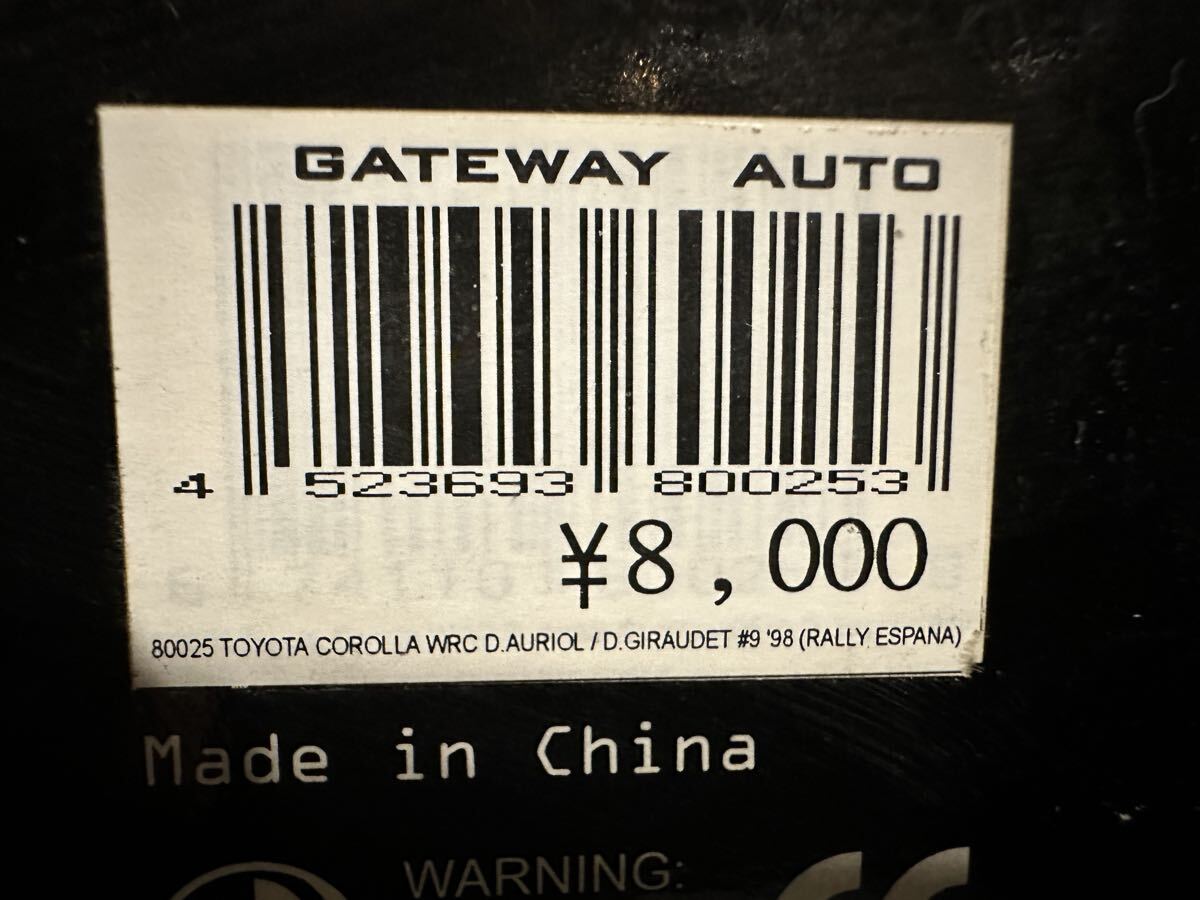 GATEWAY AUTO
4 523693 800253
¥8,000
80025 TOYOTA COROLLA WRC D.AURIOL / D.GIRAUDET #9 '98 (RALLY ESPANA)
Made in China
WARNING:
CE